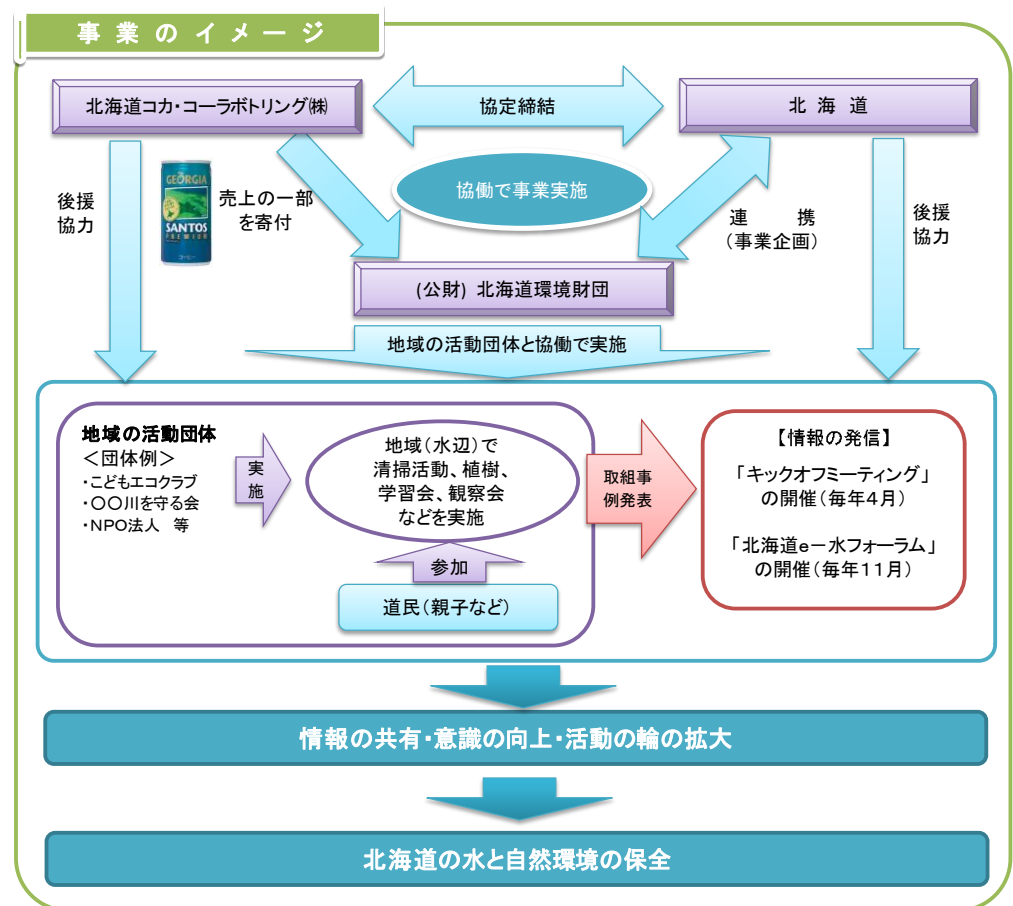 事業のイメージ
北海道コカ・コーラボトリング㈱
協定締結
北海道
後援
協力
GEORGIA
SANTOS
PREMIUM
コーヒー
売上の一部
を寄付
協働で事業実施
連　携
（事業企画）
後援
協力
(公財) 北海道環境財団
地域の活動団体と協働で実施
地域の活動団体
＜団体例＞
・こどもエコクラブ
・〇〇川を守る会
・NPO法人　等
実
施
地域（水辺）で
清掃活動、植樹、
学習会、観察会
などを実施
参加
道民（親子など）
取組事
例発表
【情報の発信】
「キックオフミーティング」
の開催（毎年４月）
「北海道e－水フォーラム」
の開催（毎年１１月）
情報の共有・意識の向上・活動の輪の拡大
北海道の水と自然環境の保全